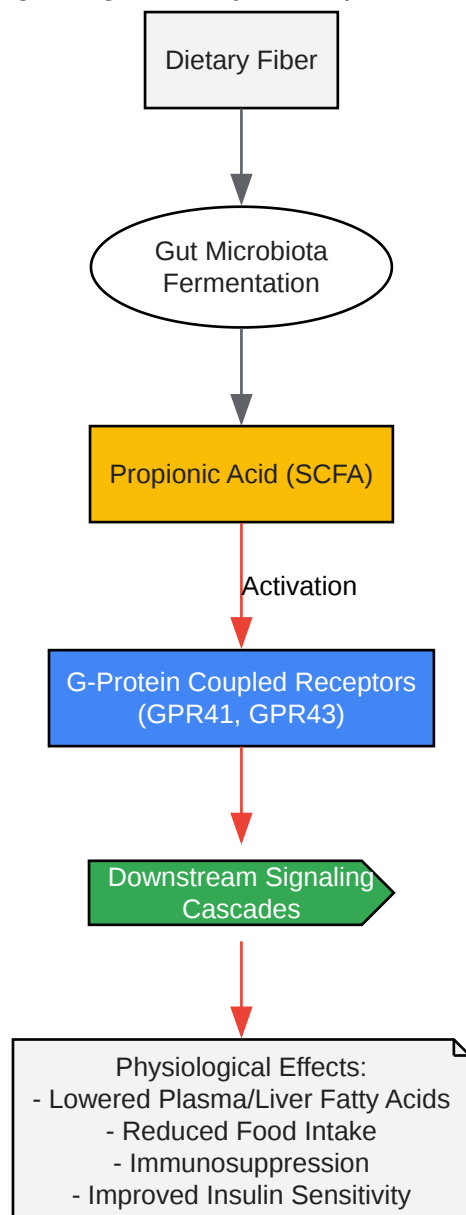 Dietary Fiber
Gut Microbiota
Fermentation
Propionic Acid (SCFA)
Activation
G-Protein Coupled Receptors
(GPR41, GPR43)
Downstream Signaling
Cascades
Physiological Effects:
- Lowered Plasma/Liver Fatty Acids
- Reduced Food Intake
- Immunosuppression
- Improved Insulin Sensitivity